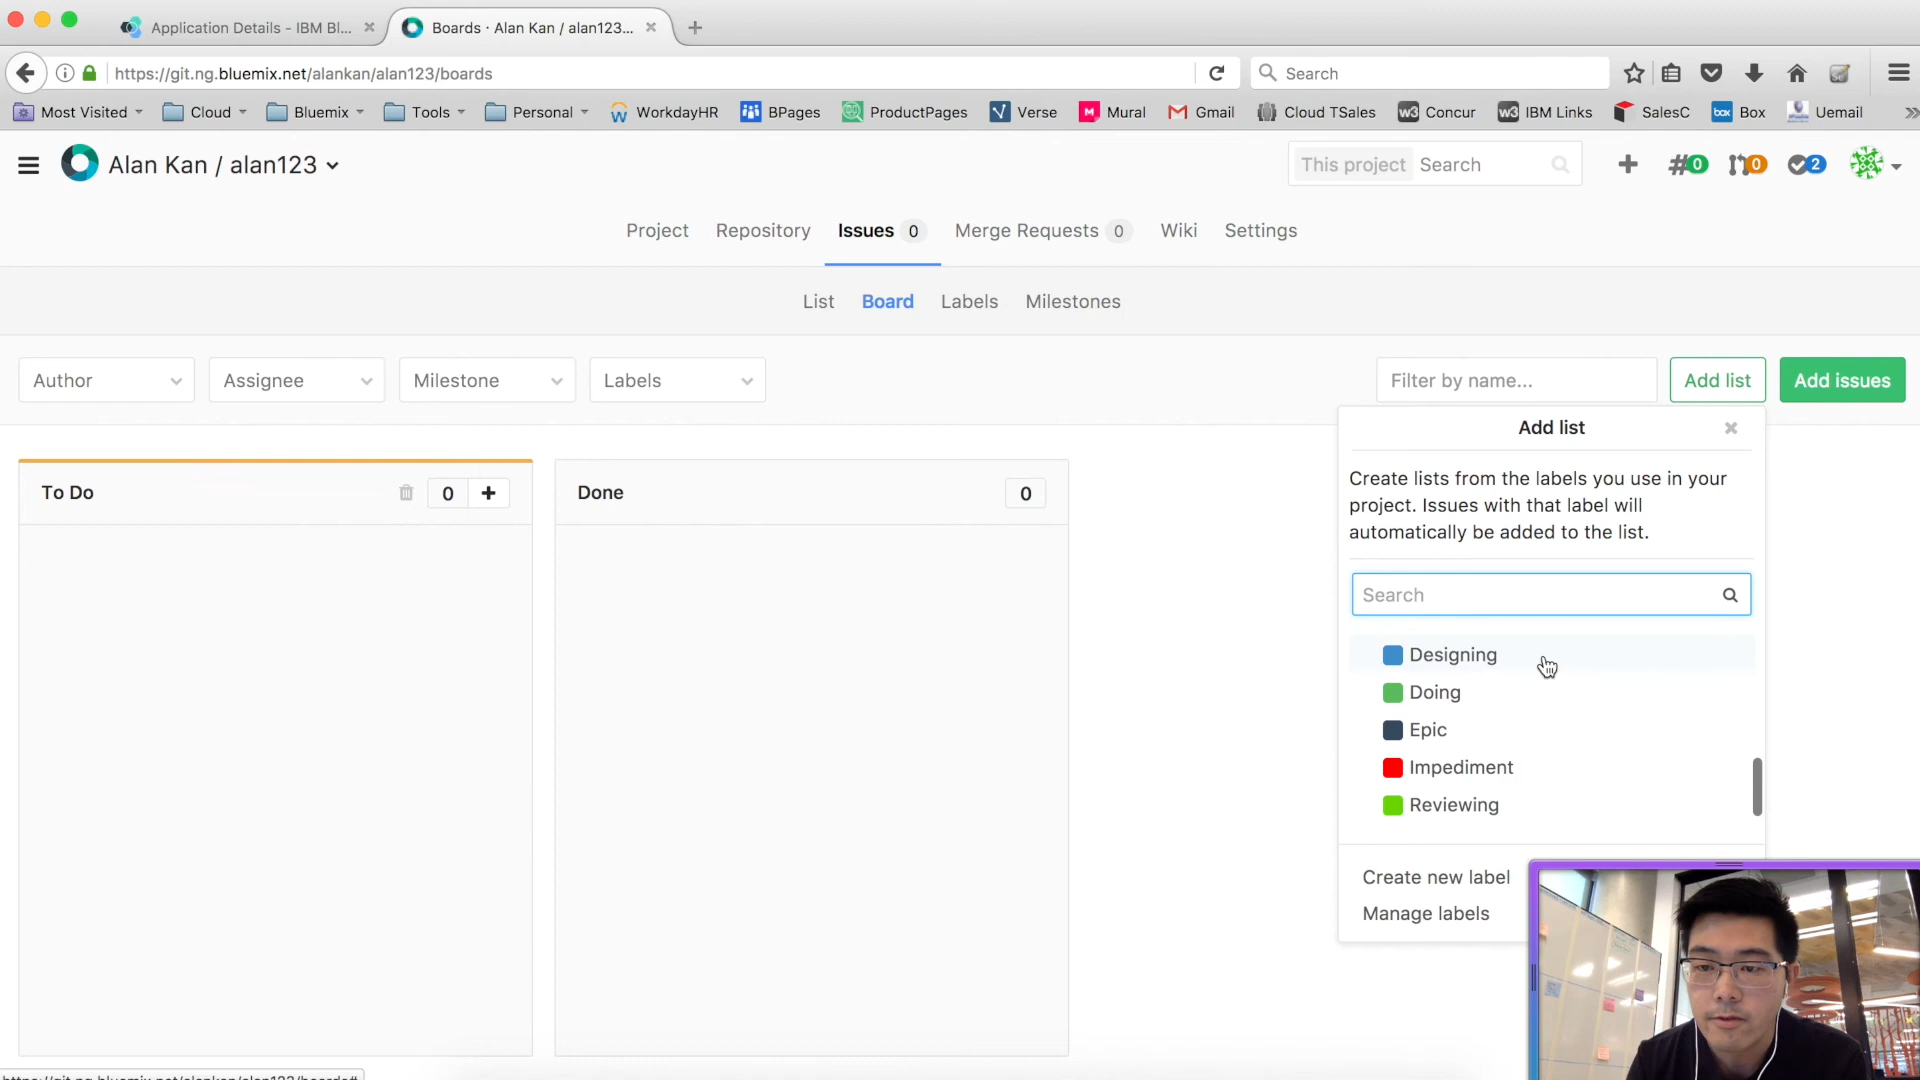 Application Details - IBM Bl...
Boards · Alan Kan / alan123...
https://git.ng.bluemix.net/alankan/alan123/boards
Search
Most Visited
Cloud
Bluemix
Tools
Personal
WorkdayHR
BPages
ProductPages
Verse
Mural
Gmail
Cloud TSales
w3 Concur
w3 IBM Links
SalesC
box Box
Uemail
Alan Kan / alan123
This project Search
0
0
2
Project
Repository
Issues 0
Merge Requests 0
Wiki
Settings
List
Board
Labels
Milestones
Author
Assignee
Milestone
Labels
Filter by name...
Add list
Add issues
To Do
0
Done
0
Add list
Create lists from the labels you use in your
project. Issues with that label will
automatically be added to the list.
Search
Designing
Doing
Epic
Impediment
Reviewing
Create new label
Manage labels